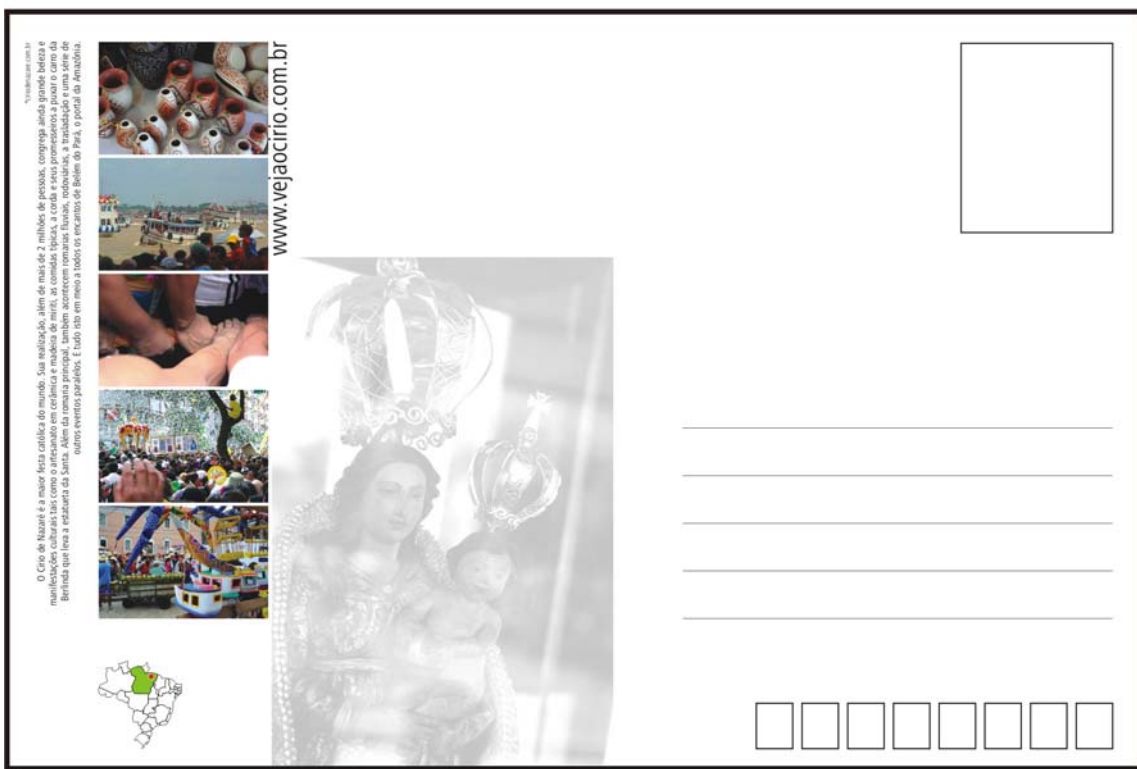 *ciriodenazare.com.br
O Círio de Nazaré é a maior festa católica do mundo. Sua realização, além de mais de 2 milhões de pessoas, congrega ainda grande beleza e
manifestações culturais tais como o artesanato em cerâmica e madeira de miriti, as comidas típicas, a corda e seus promesseiros a puxar o carro da
Berlinda que leva a estatueta da Santa. Além da romaria principal, também acontecem romarias fluviais, rodoviárias, a trasladação e uma série de
outros eventos paralelos. E tudo isto em meio a todos os encantos de Belém do Pará, o portal da Amazônia.
www.vejaocirio.com.br